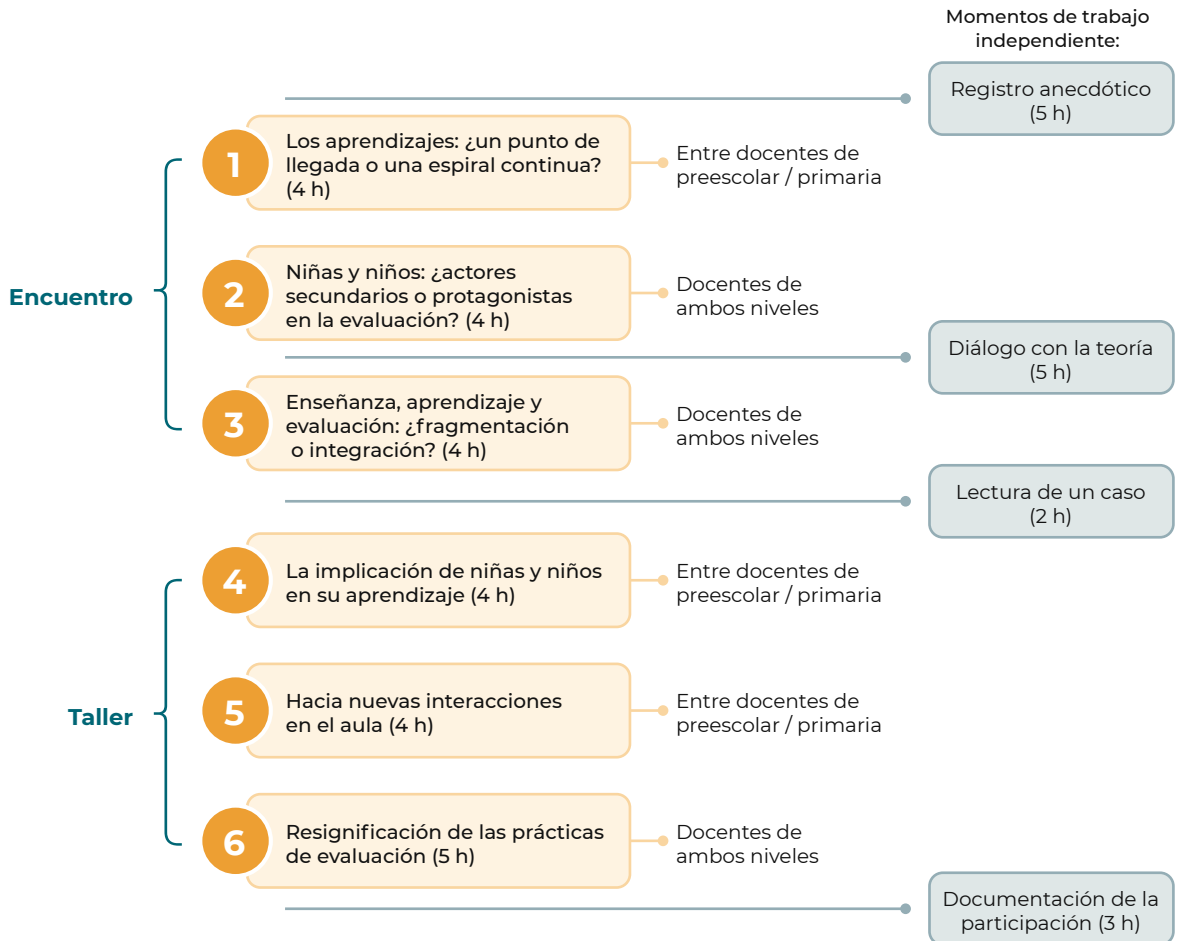 Momentos de trabajo
independiente:
Registro anecdótico
(5 h)
1
Los aprendizajes: ¿un punto de
llegada o una espiral continua?
(4 h)
Entre docentes de
preescolar / primaria
Encuentro
2
Niñas y niños: ¿actores
secundarios o protagonistas
en la evaluación? (4 h)
Docentes de
ambos niveles
Diálogo con la teoría
(5 h)
3
Enseñanza, aprendizaje y
evaluación: ¿fragmentación
o integración? (4 h)
Docentes de
ambos niveles
Lectura de un caso
(2 h)
4
La implicación de niñas y niños
en su aprendizaje (4 h)
Entre docentes de
preescolar / primaria
Taller
5
Hacia nuevas interacciones
en el aula (4 h)
Entre docentes de
preescolar / primaria
6
Resignificación de las prácticas
de evaluación (5 h)
Docentes de
ambos niveles
Documentación de la
participación (3 h)